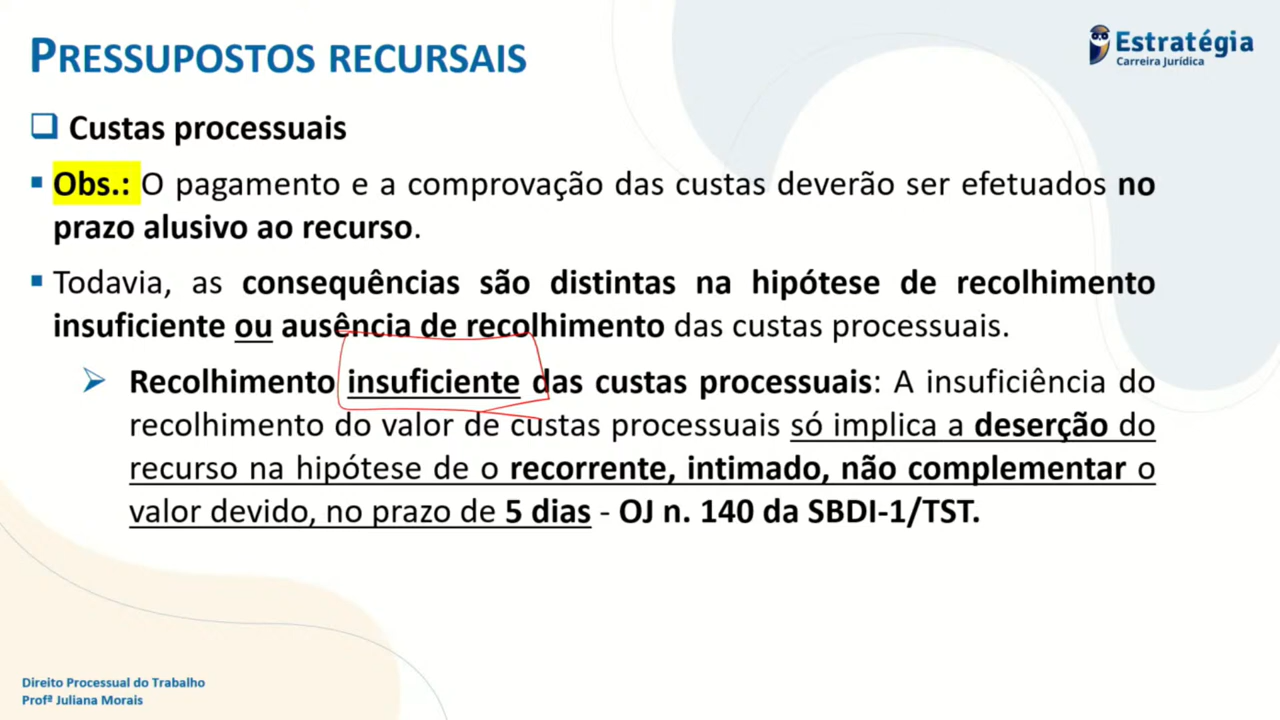 PRESSUPOSTOS RECURSAIS
Estratégia
Carreira Jurídica
Custas processuais
Obs.: O pagamento e a comprovação das custas deverão ser efetuados no
prazo alusivo ao recurso.
Todavia, as consequências são distintas na hipótese de recolhimento
insuficiente ou ausência de recolhimento das custas processuais.
Recolhimento insuficiente das custas processuais: A insuficiência do
recolhimento do valor de custas processuais só implica a deserção do
recurso na hipótese de o recorrente, intimado, não complementar o
valor devido, no prazo de 5 dias - OJ n. 140 da SBDI-1/TST.
Direito Processual do Trabalho
Profª Juliana Morais